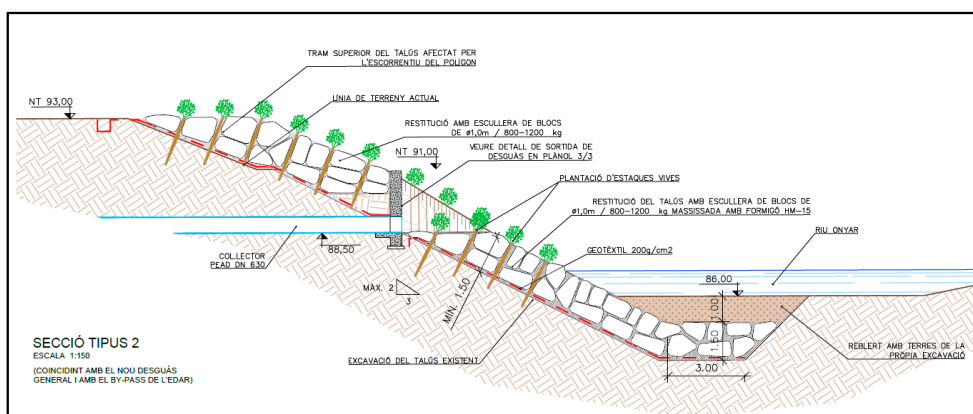 TRAM SUPERIOR DEL TALÚS AFECTAT PER
L'ESCORRENTIU DEL POLÍGON
LÍNIA DE TERRENY ACTUAL
NT 93,00
RESTITUCIÓ AMB ESCULLERA DE BLOCS
DE ø1,0m / 800-1200 kg
VEURE DETALL DE SORTIDA DE
DESGUÀS EN PLÀNOL 3/3
NT 91,00
PLANTACIÓ D'ESTAQUES VIVES
RESTITUCIÓ DEL TALÚS AMB ESCULLERA DE BLOCS DE
ø1,0m / 800-1200 kg MASSISSADA AMB FORMIGÓ HM-15
RIU ONYAR
GEOTÈXTIL 200g/cm2
COL.LECTOR
PEAD DN 630
88,50
86,00
MÀX. 2
3
MÍN. 1.50
1.00
1.50
3.00
EXCAVACIÓ DEL TALÚS EXISTENT
REBLERT AMB TERRES DE LA
PRÒPIA EXCAVACIÓ
SECCIÓ TIPUS 2
ESCALA 1:150
(COINCIDINT AMB EL NOU DESGUÀS
GENERAL I AMB EL BY-PASS DE L'EDAR)